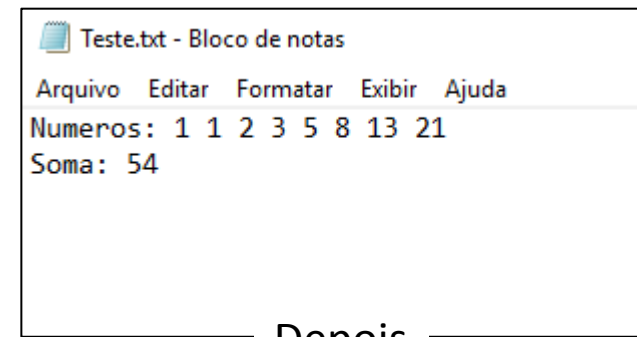 Teste.txt - Bloco de notas
Arquivo Editar Formatar Exibir Ajuda
Numeros: 1 1 2 3 5 8 13 21
Soma: 54
Depois